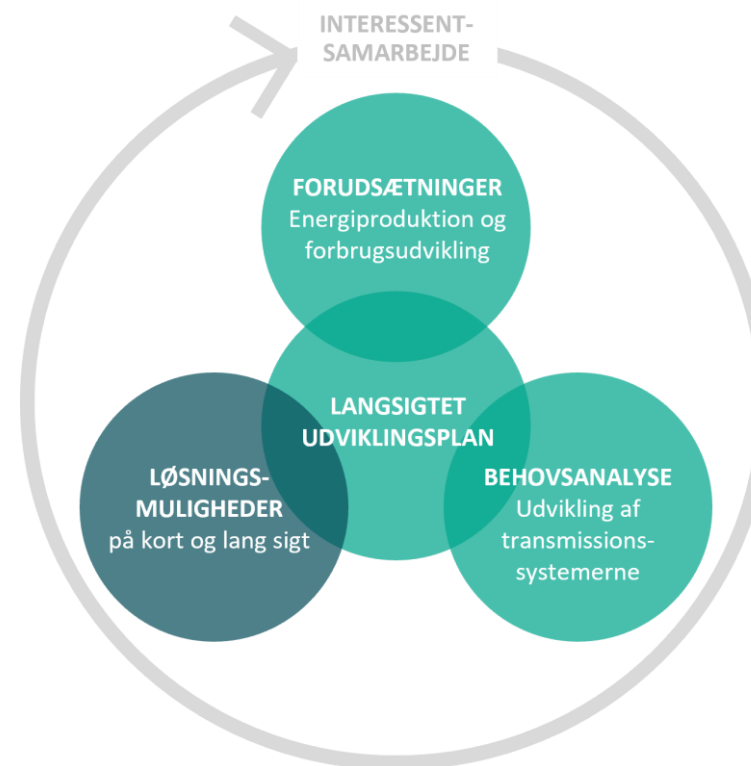 INTERESSENT-
SAMARBEJDE
FORUDSÆTNINGER
Energiproduktion og
forbrugsudvikling
LANGSIGTET
UDVIKLINGSPLAN
LØSNINGS-
MULIGHEDER
på kort og lang sigt
BEHOVSANALYSE
Udvikling af
transmissions-
systemerne